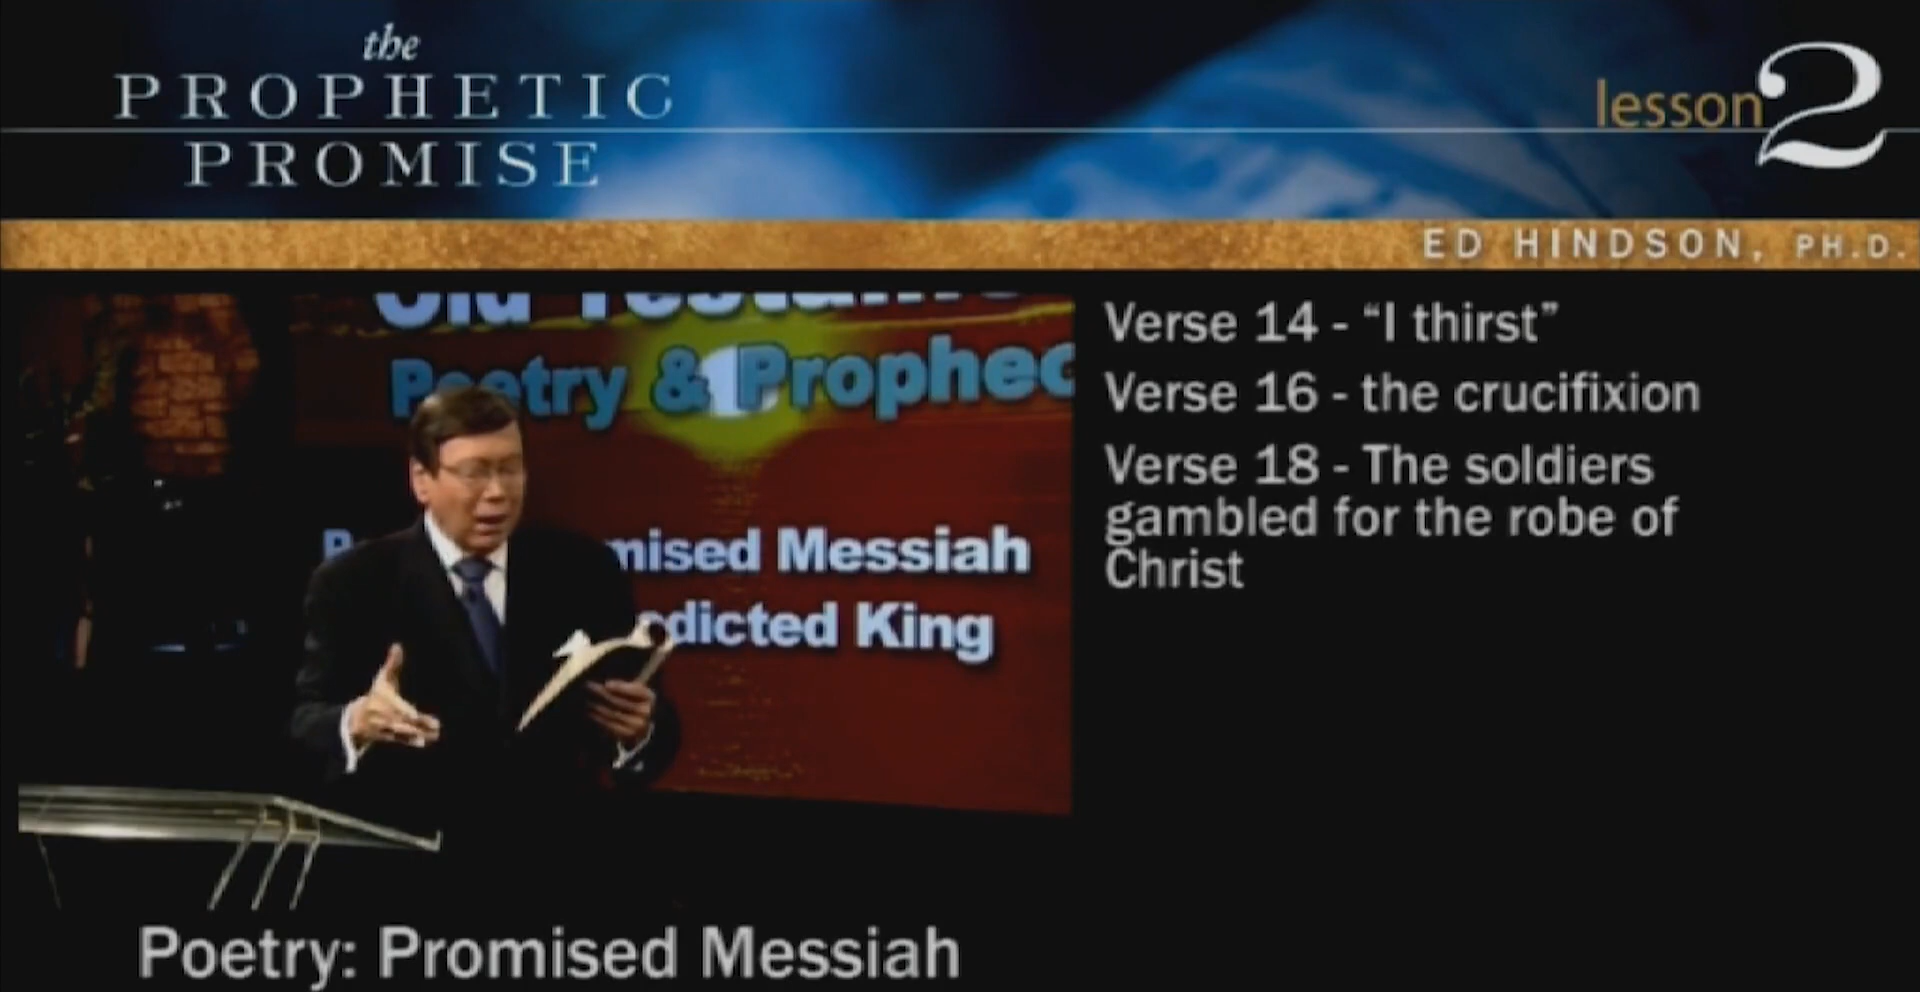 the
PROPHETIC
PROMISE
lesson 2
ED HINDSON, PH.D.
Old
Poetry & Prophec
mised Messiah
dicted King
Verse 14 - “I thirst”
Verse 16 - the crucifixion
Verse 18 - The soldiers
gambled for the robe of
Christ
Poetry: Promised Messiah